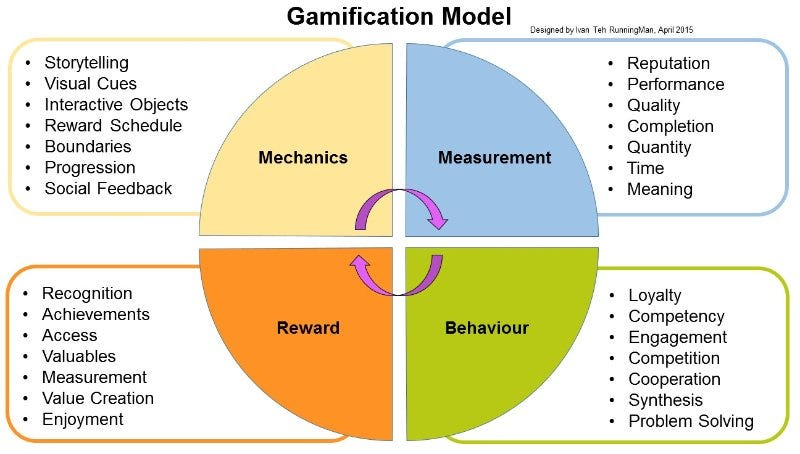 Gamification Model
Designed by Ivan Teh RunningMan, April 2015
• Storytelling
• Visual Cues
• Interactive Objects
• Reward Schedule
• Boundaries
• Progression
• Social Feedback
Mechanics
Measurement
• Reputation
• Performance
• Quality
• Completion
• Quantity
• Time
• Meaning
• Recognition
• Achievements
• Access
• Valuables
• Measurement
• Value Creation
• Enjoyment
Reward
Behaviour
• Loyalty
• Competency
• Engagement
• Competition
• Cooperation
• Synthesis
• Problem Solving